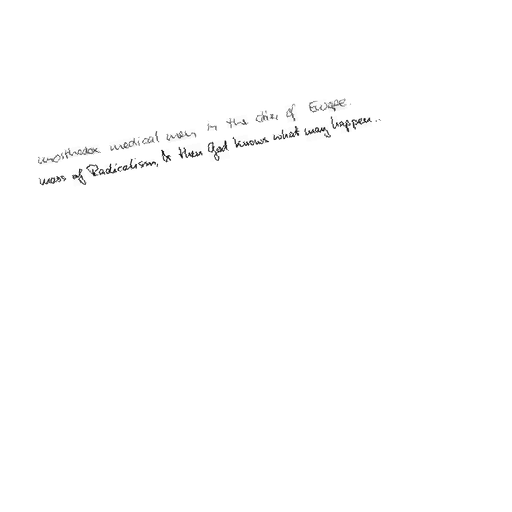 unorthodox medical men in the cities of Europe.
mass of Radicalism, & then God knows what may happen..